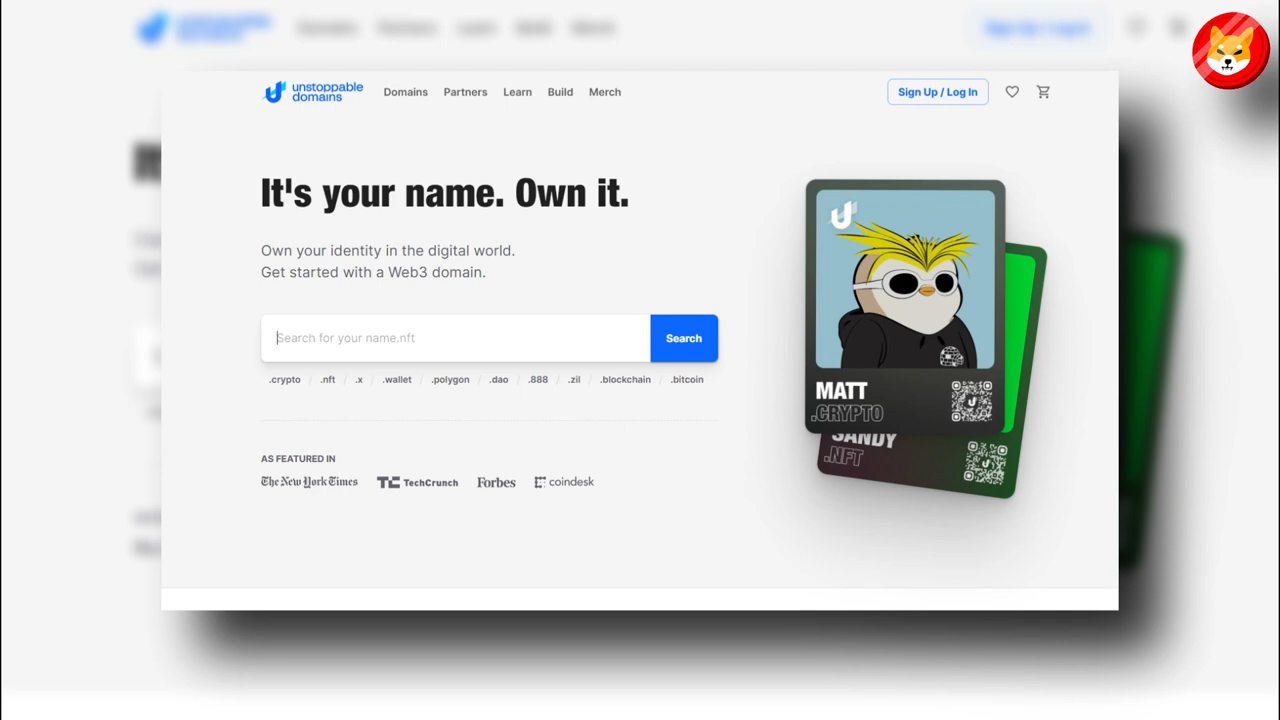 unstoppable
domains
Domains
Partners
Learn
Build
Merch
Sign Up / Log In
It's your name. Own it.
Own your identity in the digital world.
Get started with a Web3 domain.
Search for your name.nft
Search
.crypto / .nft / .x / .wallet / .polygon / .dao / .888 / .zil / .blockchain / .bitcoin
AS FEATURED IN
The New York Times
TC TechCrunch
Forbes
coindesk
MATT
.CRYPTO
SANDY
.NFT